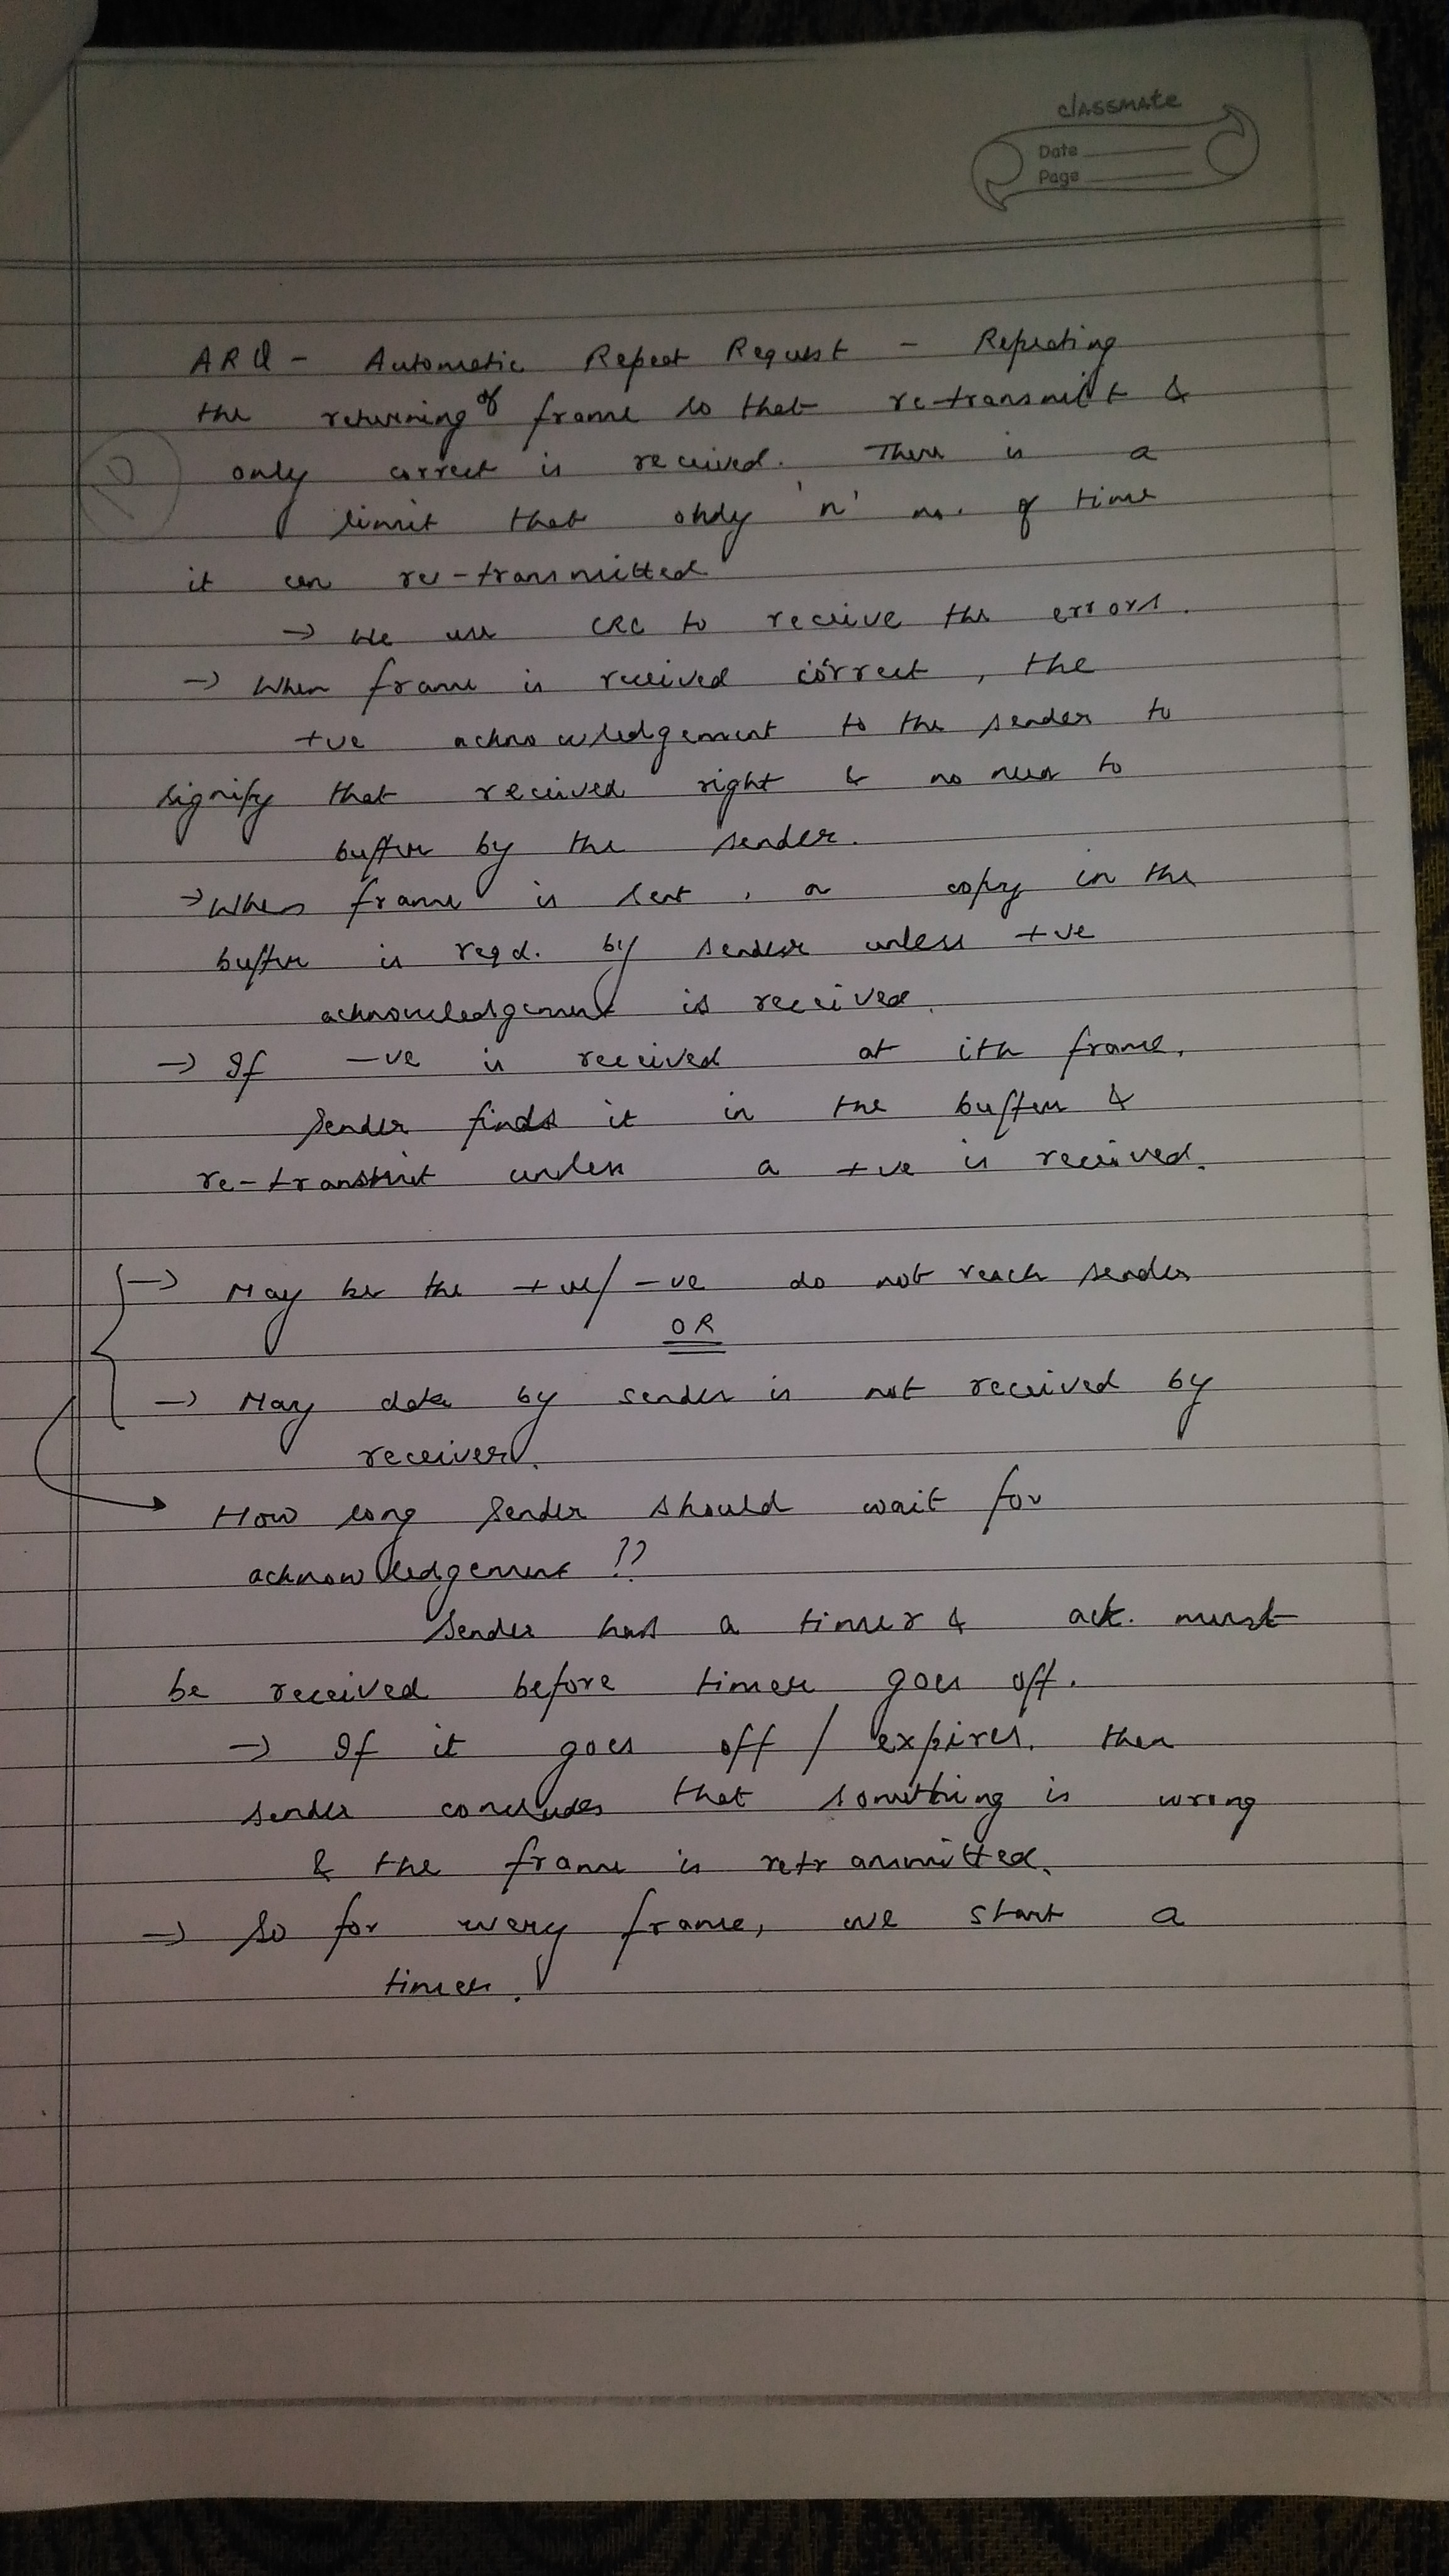 classmate
Date
Page
ARQ - Automatic Repeat Request - Repeating
the returning of frame so that re-transmit &
only correct is received. There is a
limit that only 'n' no. of time
it can re-transmitted
→ We use CRC to receive the errors.
→ When frame is received correct, the
+ve acknowledgement to the sender to
signify that received right & no need to
buffer by the sender.
→ When frame is sent, a copy in the
buffer is reqd. by sender unless +ve
acknowledgement is received.
→ If -ve is received at ith frame,
sender finds it in the buffer &
re-transmit unless a +ve is received.
→ May be the +ve/-ve do not reach sender
OR
→ May data by sender is not received by
receiver.
How long sender should wait for
acknowledgement ??
Sender has a timer & ack. must
be received before timer goes off.
→ If it goes off / expires. then
sender concludes that something is wrong
& the frame is retransmitted.
→ So for every frame, we start a
timer.